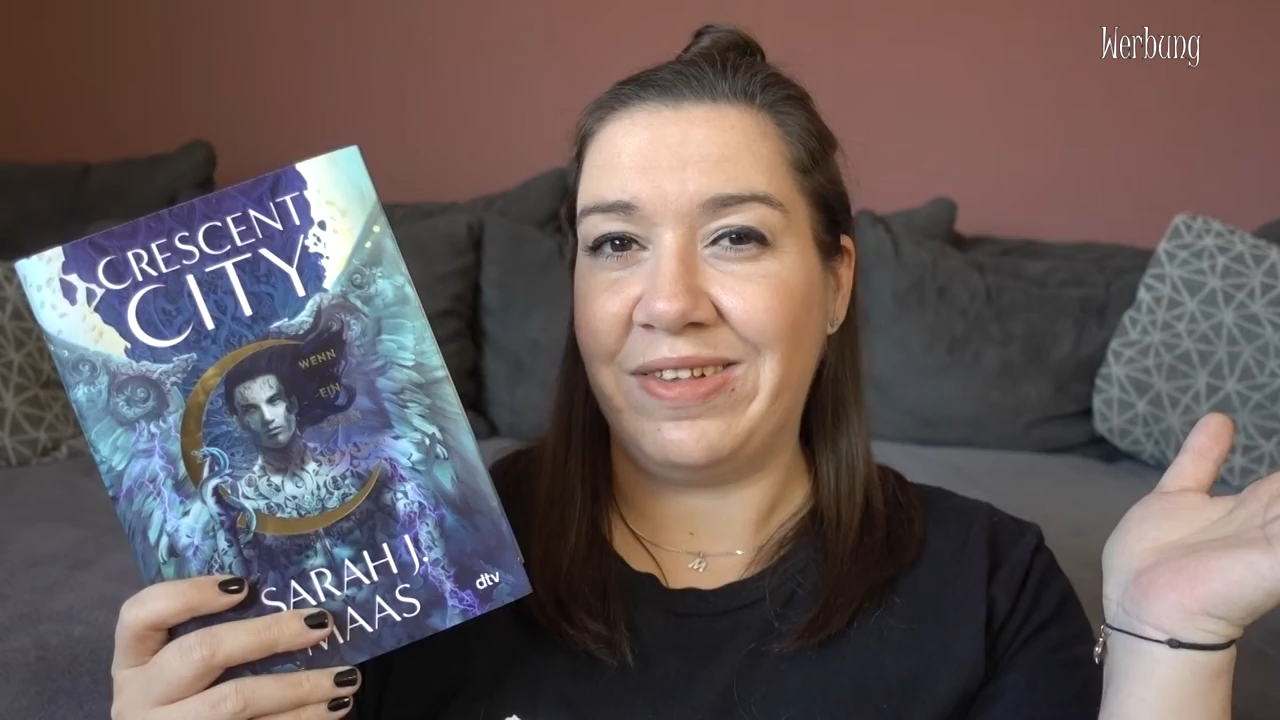 Werbung
CRESCENT
CITY
WENN
EIN
SARAH J.
MAAS
dtv
M